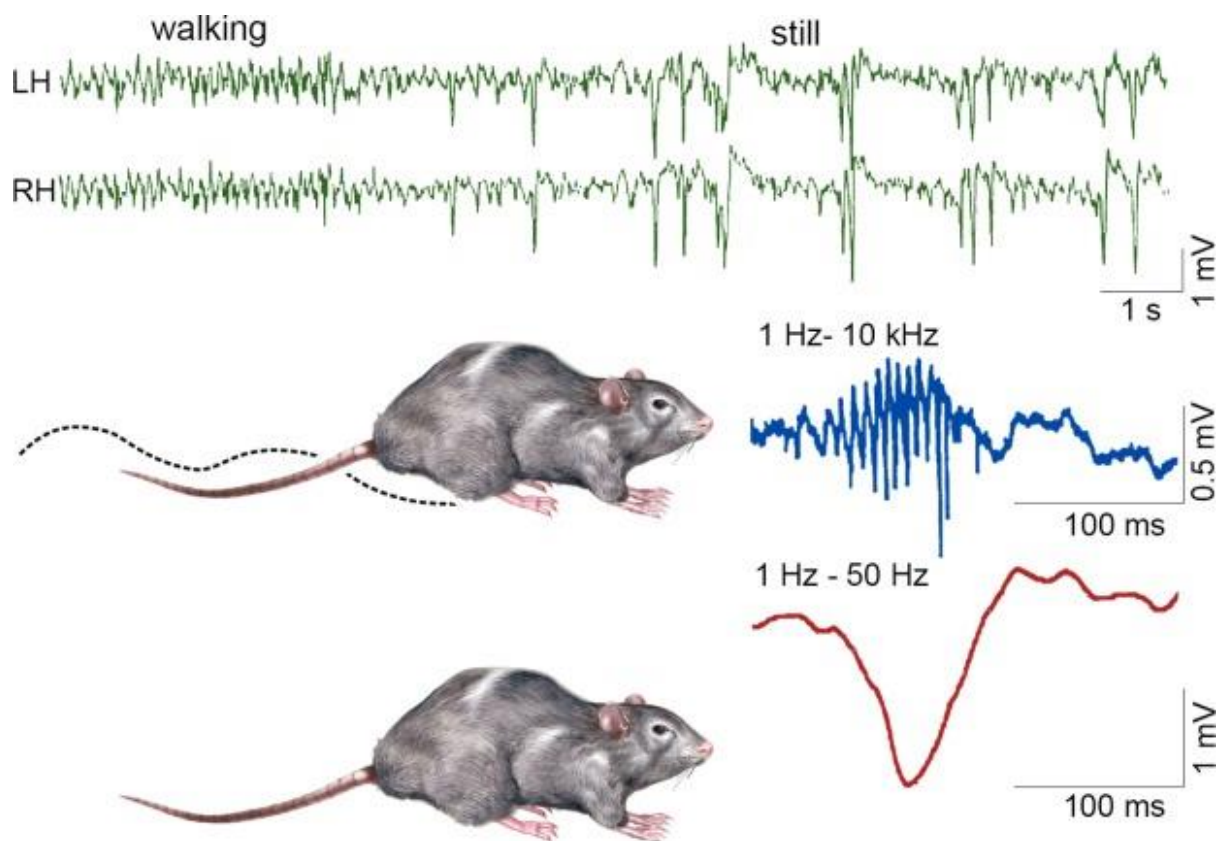 walking
still
LH
RH
1 mV
1 s
1 Hz- 10 kHz
0.5 mV
100 ms
1 Hz - 50 Hz
1 mV
100 ms